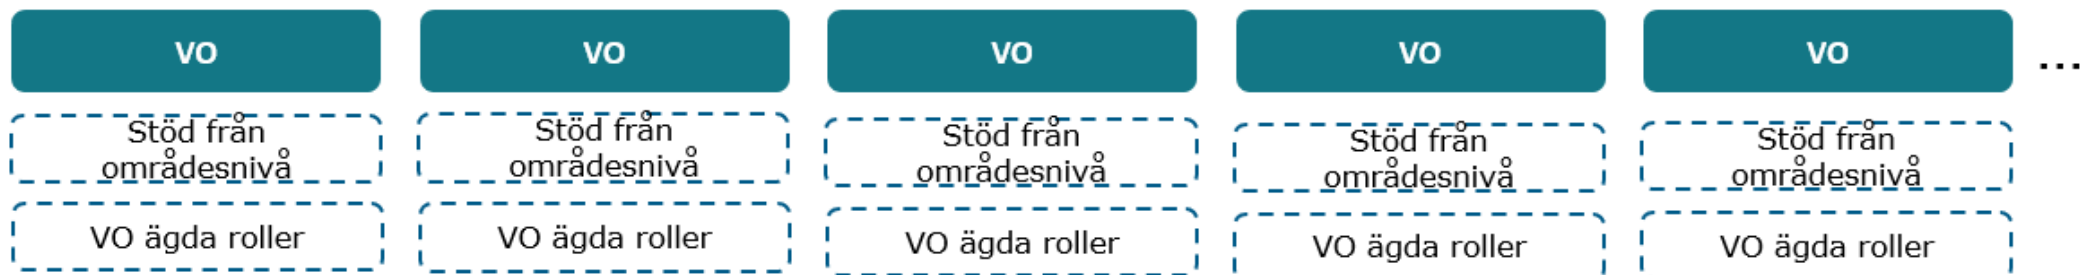 VO
VO
VO
VO
VO
...
Stöd från
områdesnivå
Stöd från
områdesnivå
Stöd från
områdesnivå
Stöd från
områdesnivå
Stöd från
områdesnivå
VO ägda roller
VO ägda roller
VO ägda roller
VO ägda roller
VO ägda roller